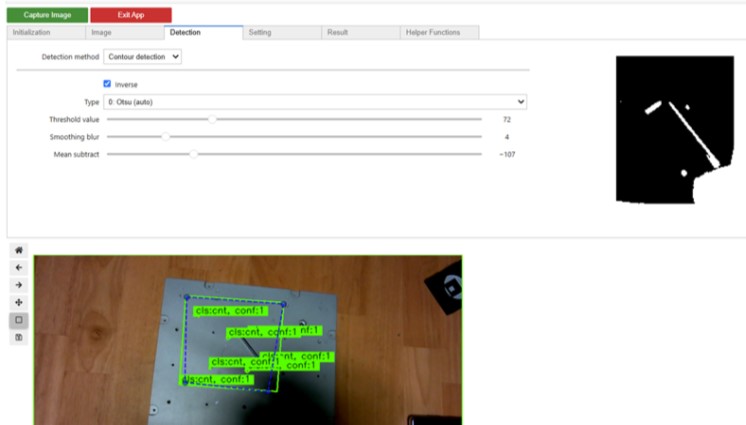 Capture Image Exit App
Initialization Image Detection Setting Result Helper Functions
Detection method Contour detection
Inverse
Type 0: Otsu (auto)
Threshold value 72
Smoothing blur 4
Mean subtract −107
cls:cnt, conf:1
cls:cnt, conf:1 nf:1
cnt, conf:1
cls:cnt, conf:1
conf:1
cls:cnt, conf:1